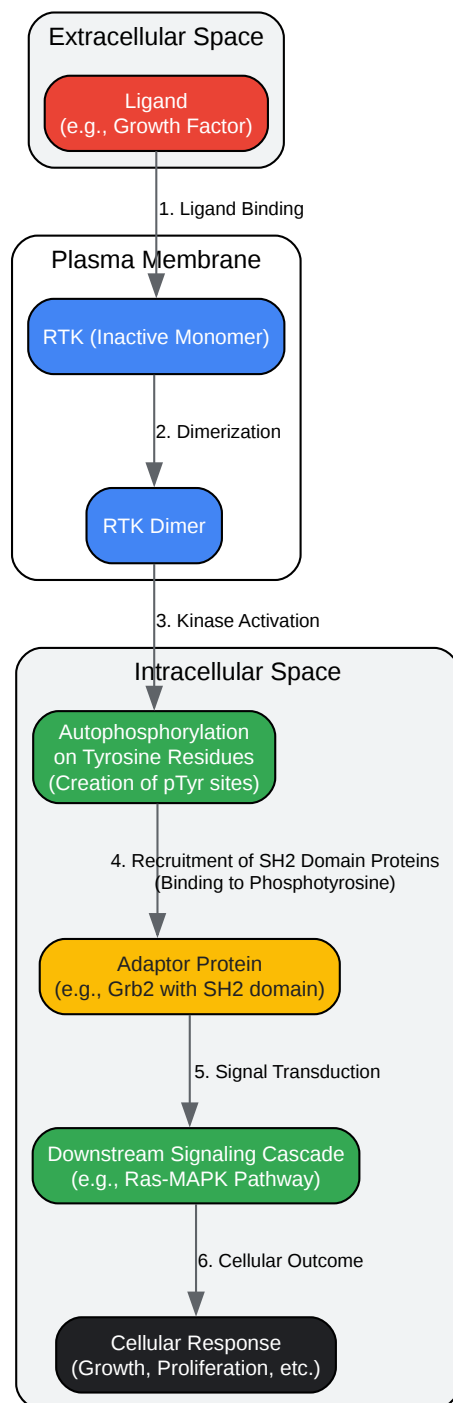 Extracellular Space
Ligand
(e.g., Growth Factor)
1. Ligand Binding
Plasma Membrane
RTK (Inactive Monomer)
2. Dimerization
RTK Dimer
3. Kinase Activation
Intracellular Space
Autophosphorylation
on Tyrosine Residues
(Creation of pTyr sites)
4. Recruitment of SH2 Domain Proteins
(Binding to Phosphotyrosine)
Adaptor Protein
(e.g., Grb2 with SH2 domain)
5. Signal Transduction
Downstream Signaling Cascade
(e.g., Ras-MAPK Pathway)
6. Cellular Outcome
Cellular Response
(Growth, Proliferation, etc.)